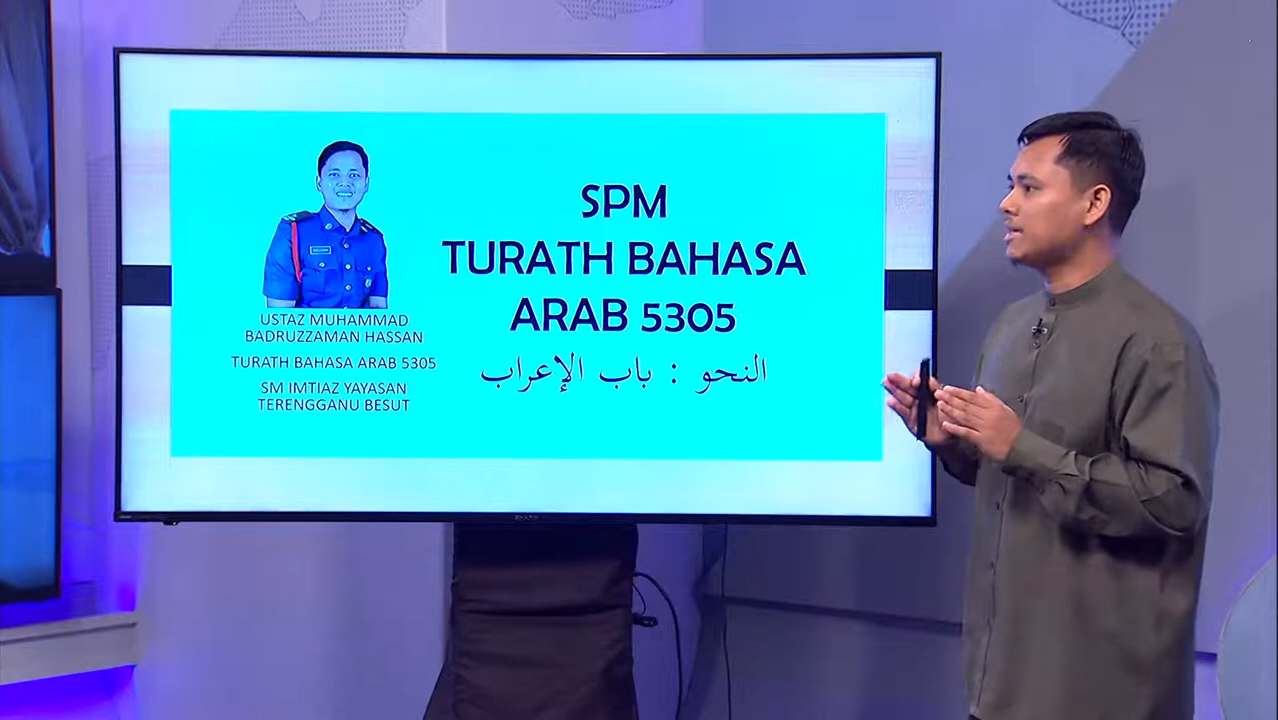 USTAZ MUHAMMAD
BADRUZZAMAN HASSAN
TURATH BAHASA ARAB 5305
SM IMTIAZ YAYASAN
TERENGGANU BESUT
SPM
TURATH BAHASA
ARAB 5305
النحو : باب الإعراب